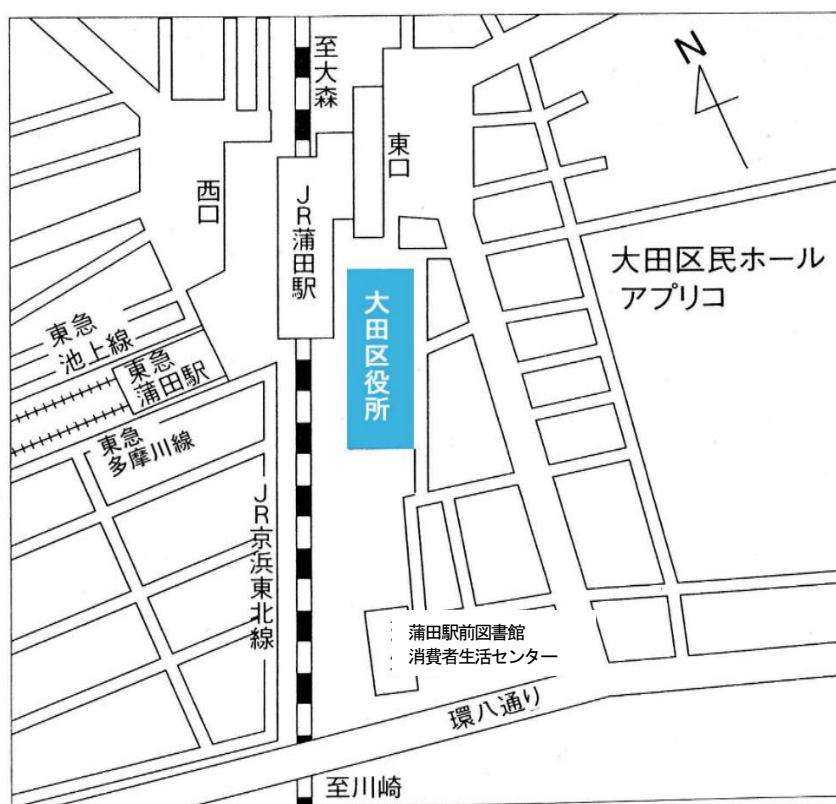 至大森
N
東口
西口
JR蒲田駅
大田区民ホール
アプリコ
大田区役所
東急
池上線
東急
蒲田駅
東急
多摩川線
JR京浜東北線
蒲田駅前図書館
消費者生活センター
環八通り
至川崎